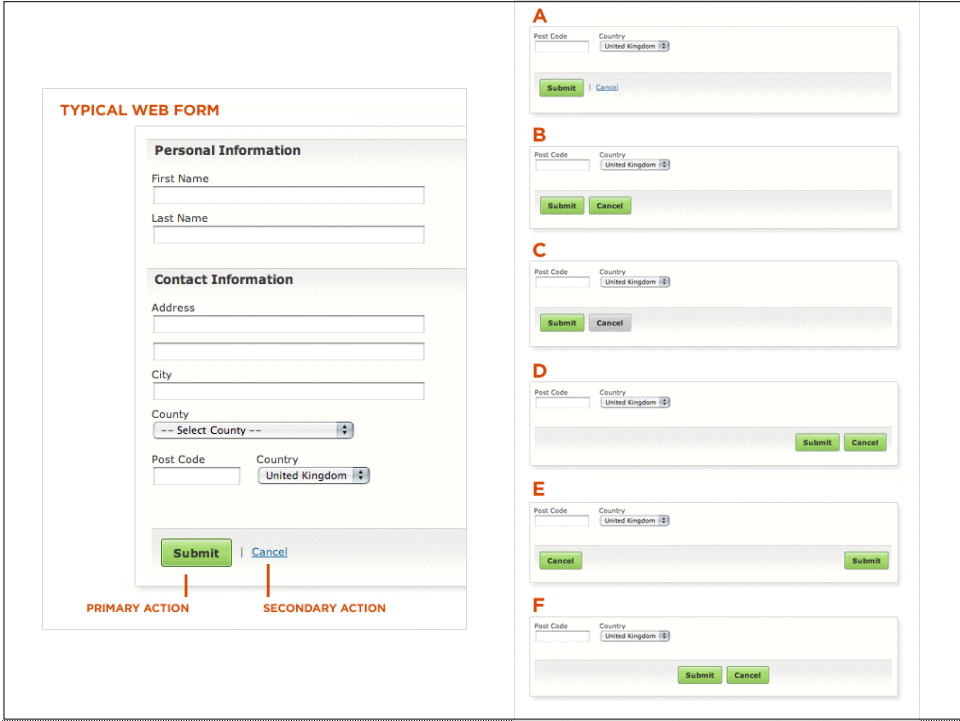 TYPICAL WEB FORM
Personal Information
First Name
Last Name
Contact Information
Address
City
County
-- Select County --
Post Code Country
United Kingdom
Submit | Cancel
PRIMARY ACTION SECONDARY ACTION
A
Post Code Country
United Kingdom
Submit | Cancel
B
Post Code Country
United Kingdom
Submit Cancel
C
Post Code Country
United Kingdom
Submit Cancel
D
Post Code Country
United Kingdom
Submit Cancel
E
Post Code Country
United Kingdom
Cancel Submit
F
Post Code Country
United Kingdom
Submit Cancel